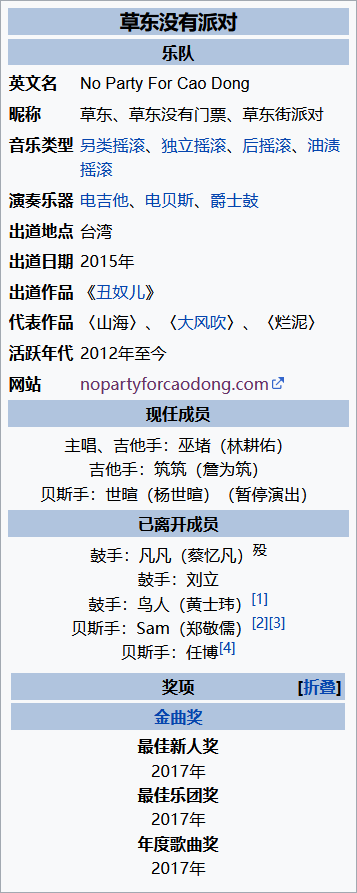 草东没有派对
乐队
英文名 No Party For Cao Dong
昵称 草东、草东没有门票、草东街派对
音乐类型 另类摇滚、独立摇滚、后摇滚、油渍
摇滚
演奏乐器 电吉他、电贝斯、爵士鼓
出道地点 台湾
出道日期 2015年
出道作品 《丑奴儿》
代表作品 〈山海〉、〈大风吹〉、〈烂泥〉
活跃年代 2012年至今
网站 nopartyforcaodong.com
现任成员
主唱、吉他手：巫堵（林耕佑）
吉他手：筑筑（詹为筑）
贝斯手：世暄（杨世暄）（暂停演出）
已离开成员
鼓手：凡凡（蔡忆凡）殁
鼓手：刘立
鼓手：鸟人（黄士玮）[1]
贝斯手：Sam（郑敬儒）[2][3]
贝斯手：任博[4]
奖项 [折叠]
金曲奖
最佳新人奖
2017年
最佳乐团奖
2017年
年度歌曲奖
2017年